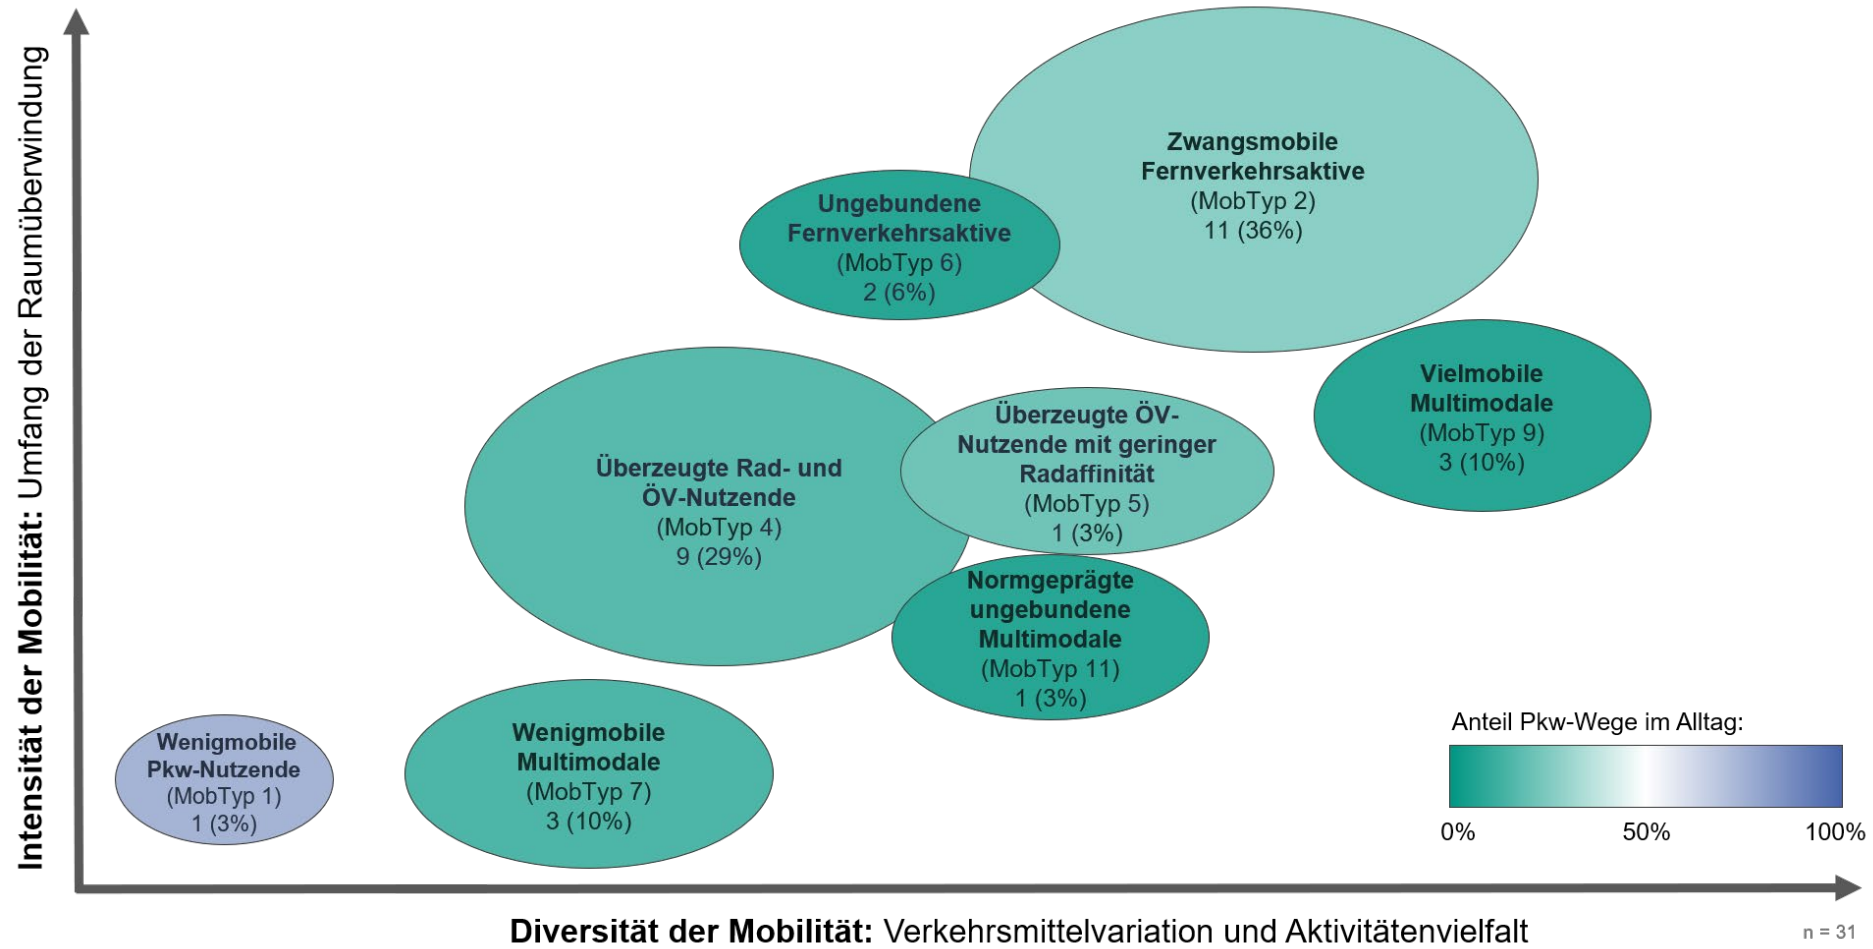 Intensität der Mobilität: Umfang der Raumüberwindung
Zwangsmobile
Fernverkehrsaktive
(MobTyp 2)
11 (36%)
Ungebundene
Fernverkehrsaktive
(MobTyp 6)
2 (6%)
Vielmobile
Multimodale
(MobTyp 9)
3 (10%)
Überzeugte Rad- und
ÖV-Nutzende
(MobTyp 4)
9 (29%)
Überzeugte ÖV-
Nutzende mit geringer
Radaffinität
(MobTyp 5)
1 (3%)
Normgeprägte
ungebundene
Multimodale
(MobTyp 11)
1 (3%)
Wenigmobile
Pkw-Nutzende
(MobTyp 1)
1 (3%)
Wenigmobile
Multimodale
(MobTyp 7)
3 (10%)
Anteil Pkw-Wege im Alltag:
0% 50% 100%
Diversität der Mobilität: Verkehrsmittelvariation und Aktivitätenvielfalt
n = 31